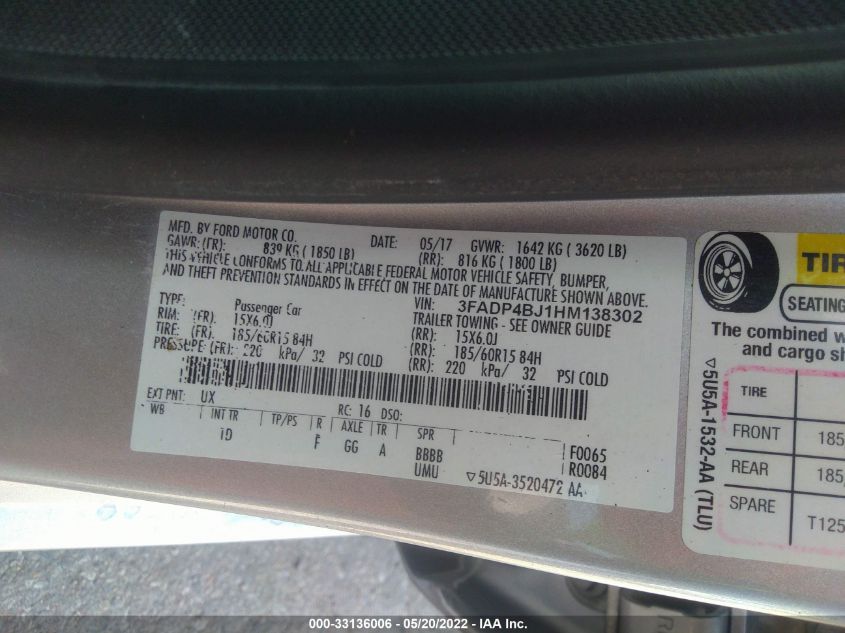 MFD. BY FORD MOTOR CO. DATE: 05/17 GVWR: 1642 KG ( 3620 LB)
GAWR: (FR): 839 KG ( 1850 LB) (RR): 816 KG ( 1800 LB)
THIS VEHICLE CONFORMS TO ALL APPLICABLE FEDERAL MOTOR VEHICLE SAFETY, BUMPER,
AND THEFT PREVENTION STANDARDS IN EFFECT ON THE DATE OF MANUFACTURE SHOWN ABOVE.
VIN: 3FADP4BJ1HM138302
TYPE: Passenger Car TRAILER TOWING - SEE OWNER GUIDE
RIM: (FR): 15X6.0J (RR): 15X6.0J
TIRE: (FR): 185/60R15 84H (RR): 185/60R15 84H
PRESSURE: (FR): 220 kPa/ 32 PSI COLD (RR): 220 kPa/ 32 PSI COLD
EXT PNT: UX RC: 16 DSO:
WB INT TR TP/PS R AXLE TR SPR F0065
ID F GG A BBBB R0084
UMU ▽5U5A-3520472 AA
TIR
SEATING
The combined w
and cargo sh
TIRE
FRONT 185
REAR 185/
SPARE T125
▽5U5A-1532-AA (TLU)
000-33136006 - 05/20/2022 - IAA Inc.